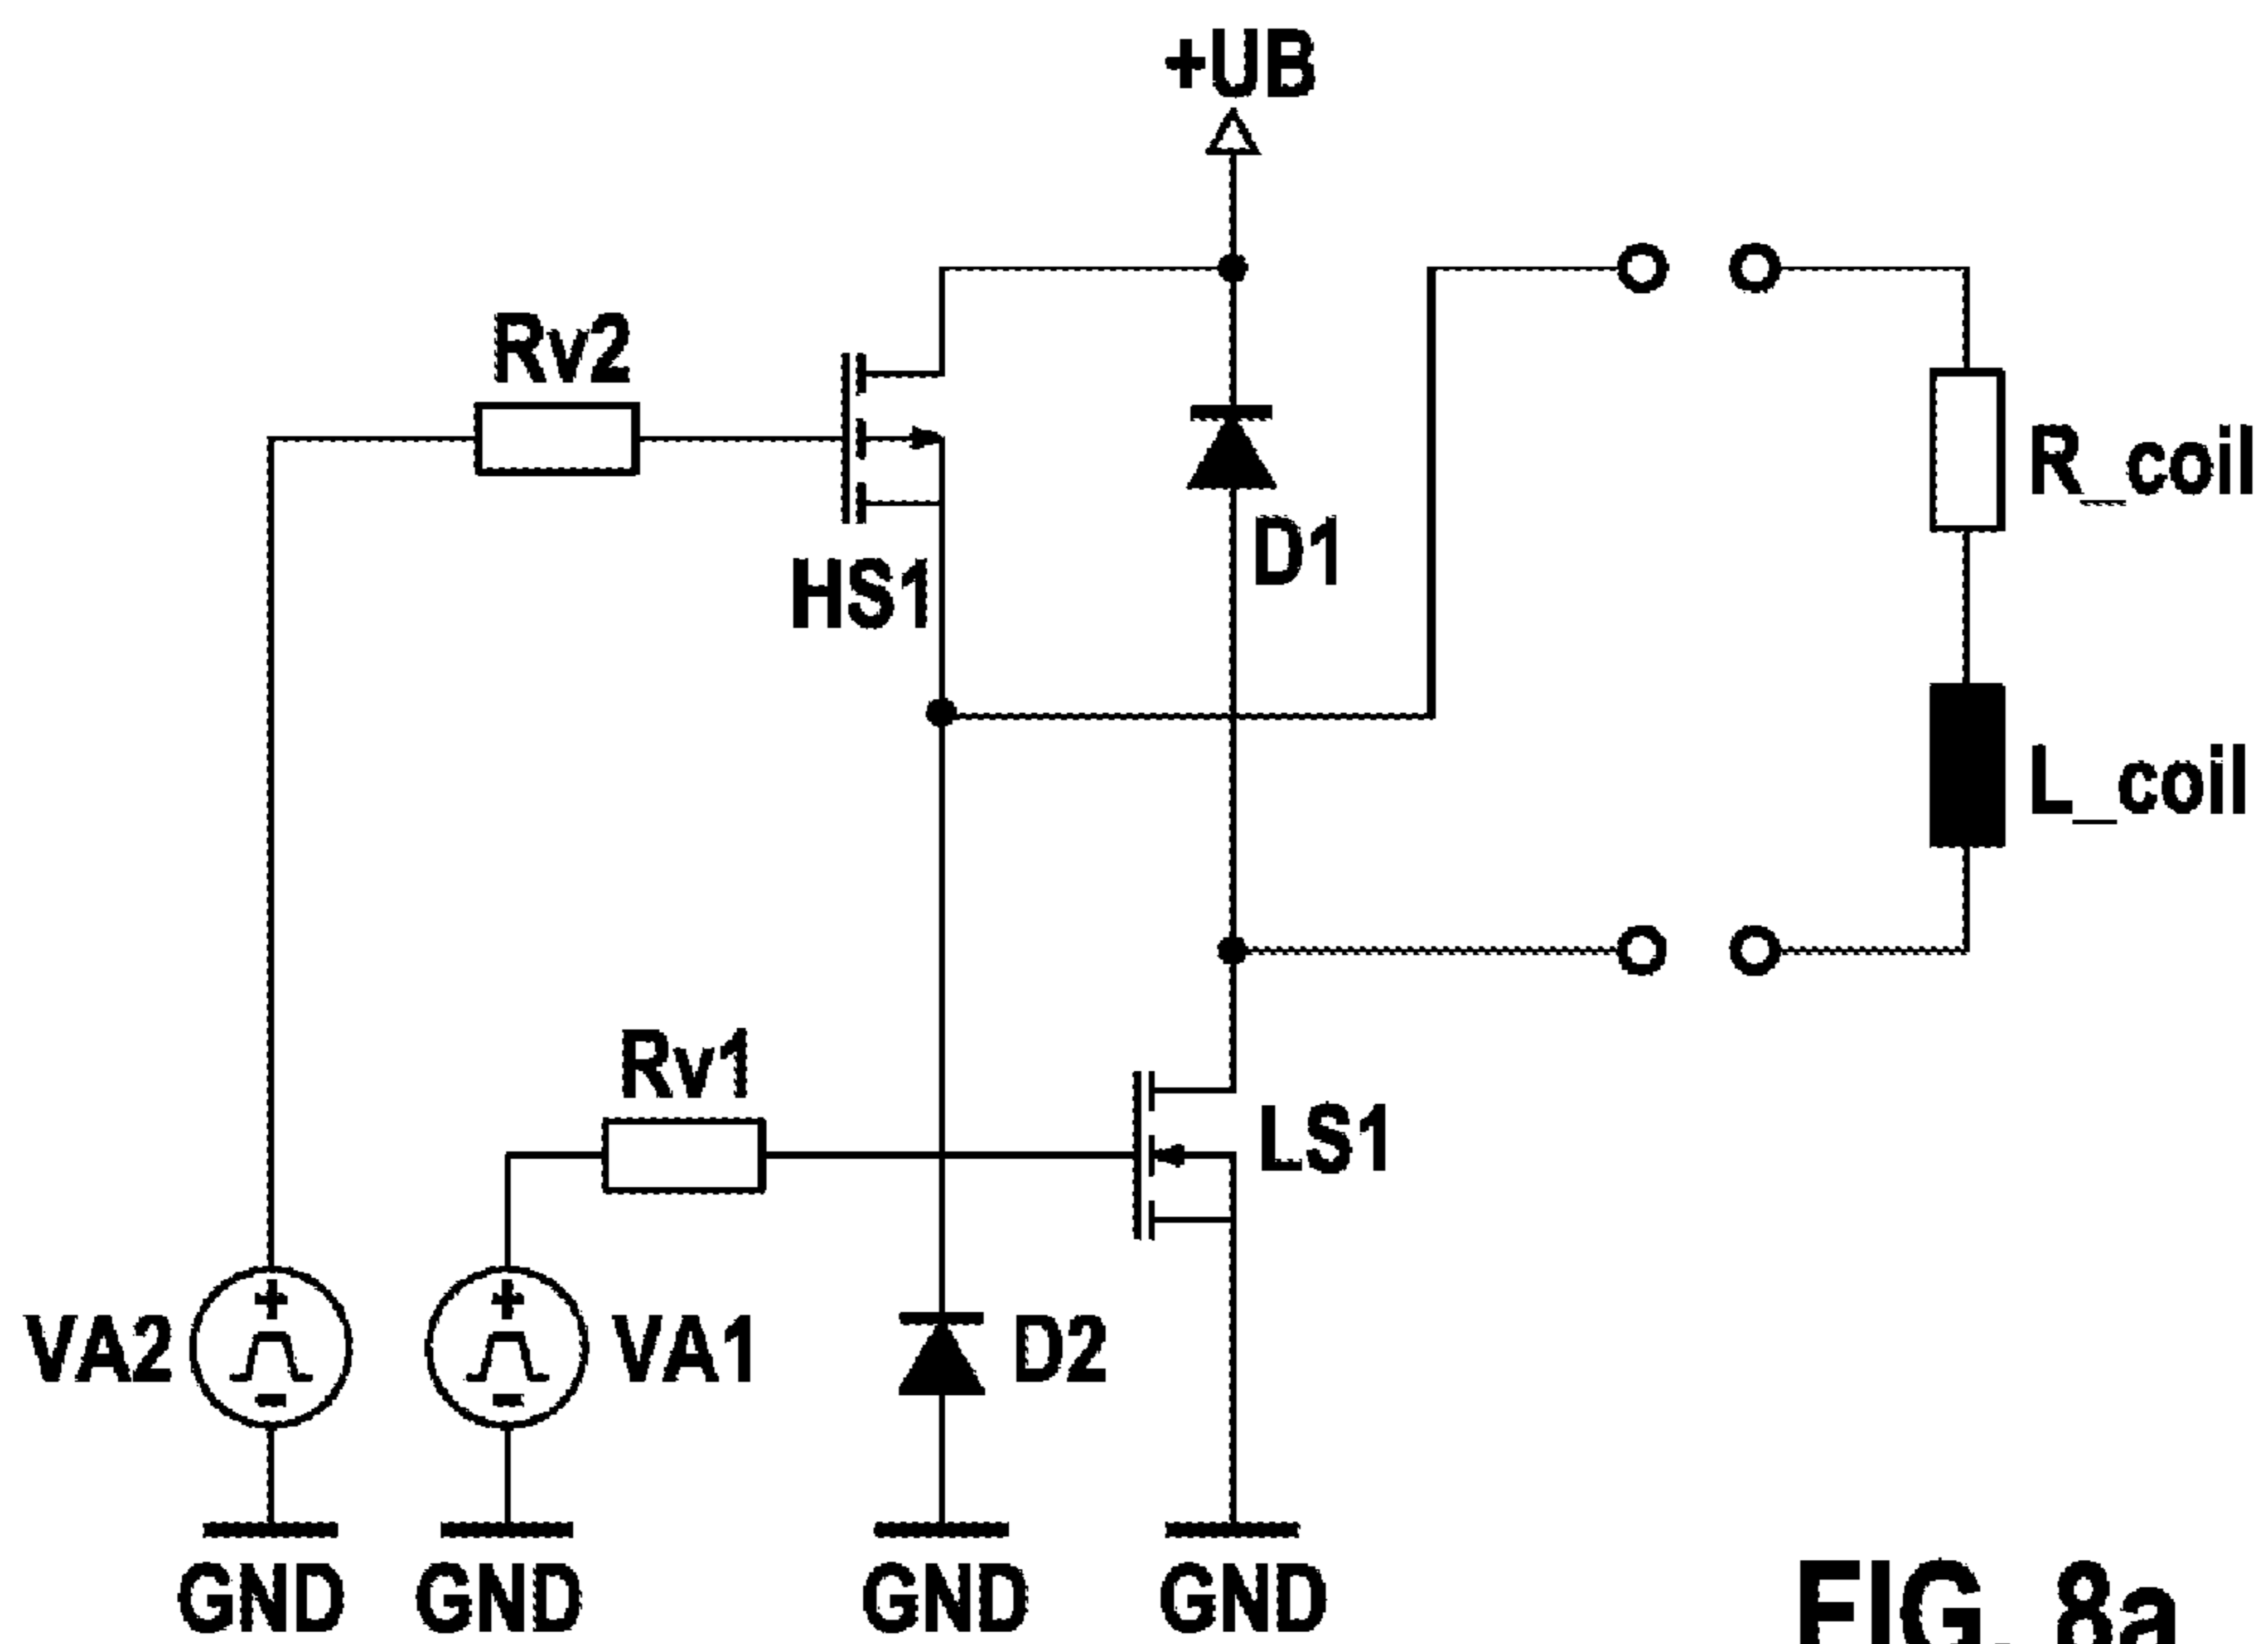 +UB
Rv2
R_coil
D1
HS1
L_coil
Rv1
LS1
VA2
VA1
D2
GND
GND
GND
GND
FIG. 8a